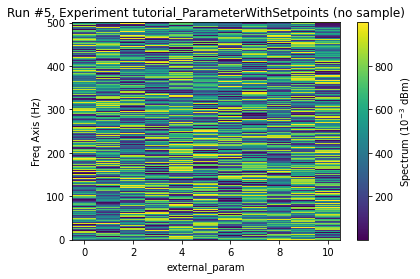 Run #5, Experiment tutorial_ParameterWithSetpoints (no sample)
500
400
300
200
100
0
Freq Axis (Hz)
0 2 4 6 8 10
external_param
800
600
400
200
Spectrum (10⁻³ dBm)